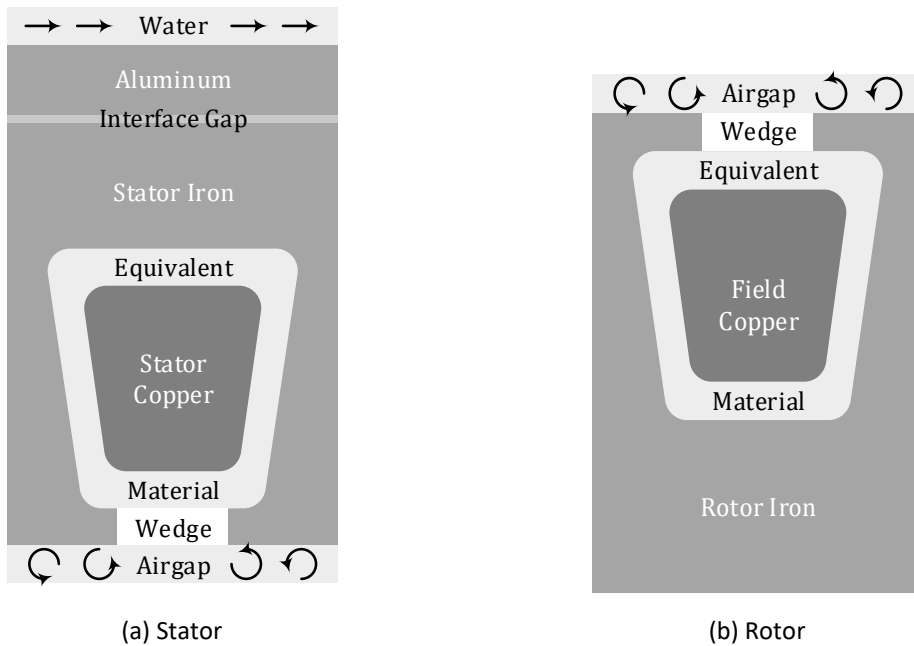 Water
Aluminum
Interface Gap
Stator Iron
Equivalent
Stator
Copper
Material
Wedge
Airgap
(a) Stator
Airgap
Wedge
Equivalent
Field
Copper
Material
Rotor Iron
(b) Rotor